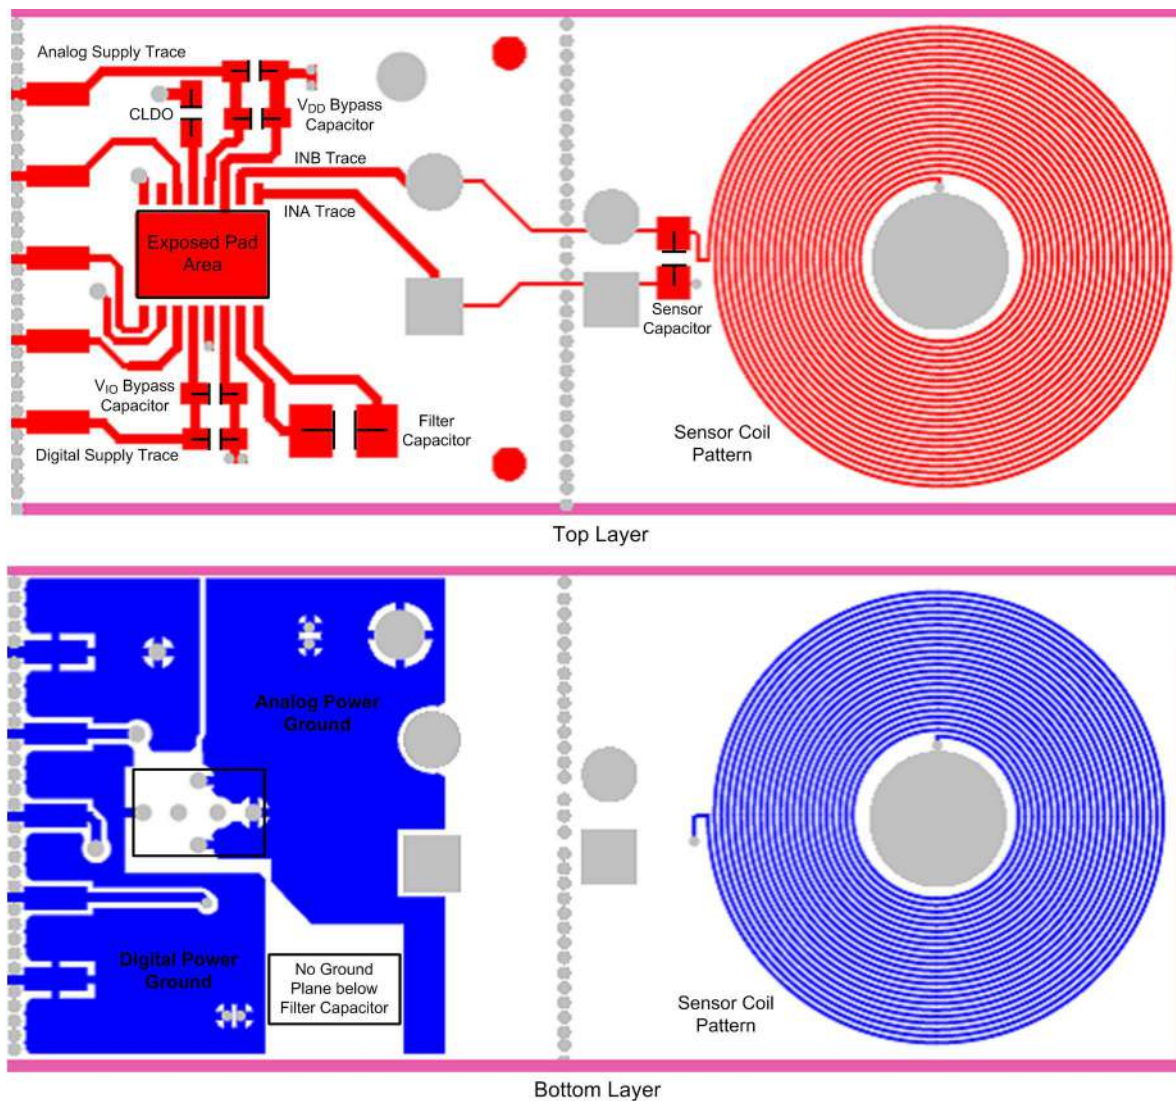 Analog Supply Trace
CLDO
VDD Bypass
Capacitor
INB Trace
INA Trace
Exposed Pad
Area
Sensor
Capacitor
VIO Bypass
Capacitor
Filter
Capacitor
Digital Supply Trace
Sensor Coil
Pattern
Top Layer
Analog Power
Ground
Digital Power
Ground
No Ground
Plane below
Filter Capacitor
Sensor Coil
Pattern
Bottom Layer